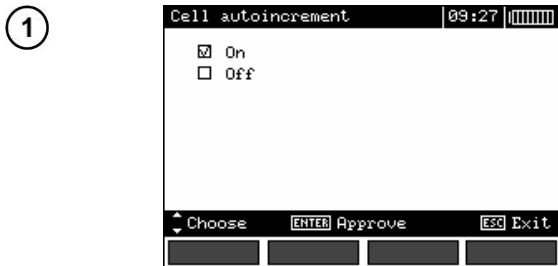 1
Cell autoincrement 09:27
☑ On
☐ Off
Choose ENTER Approve ESC Exit